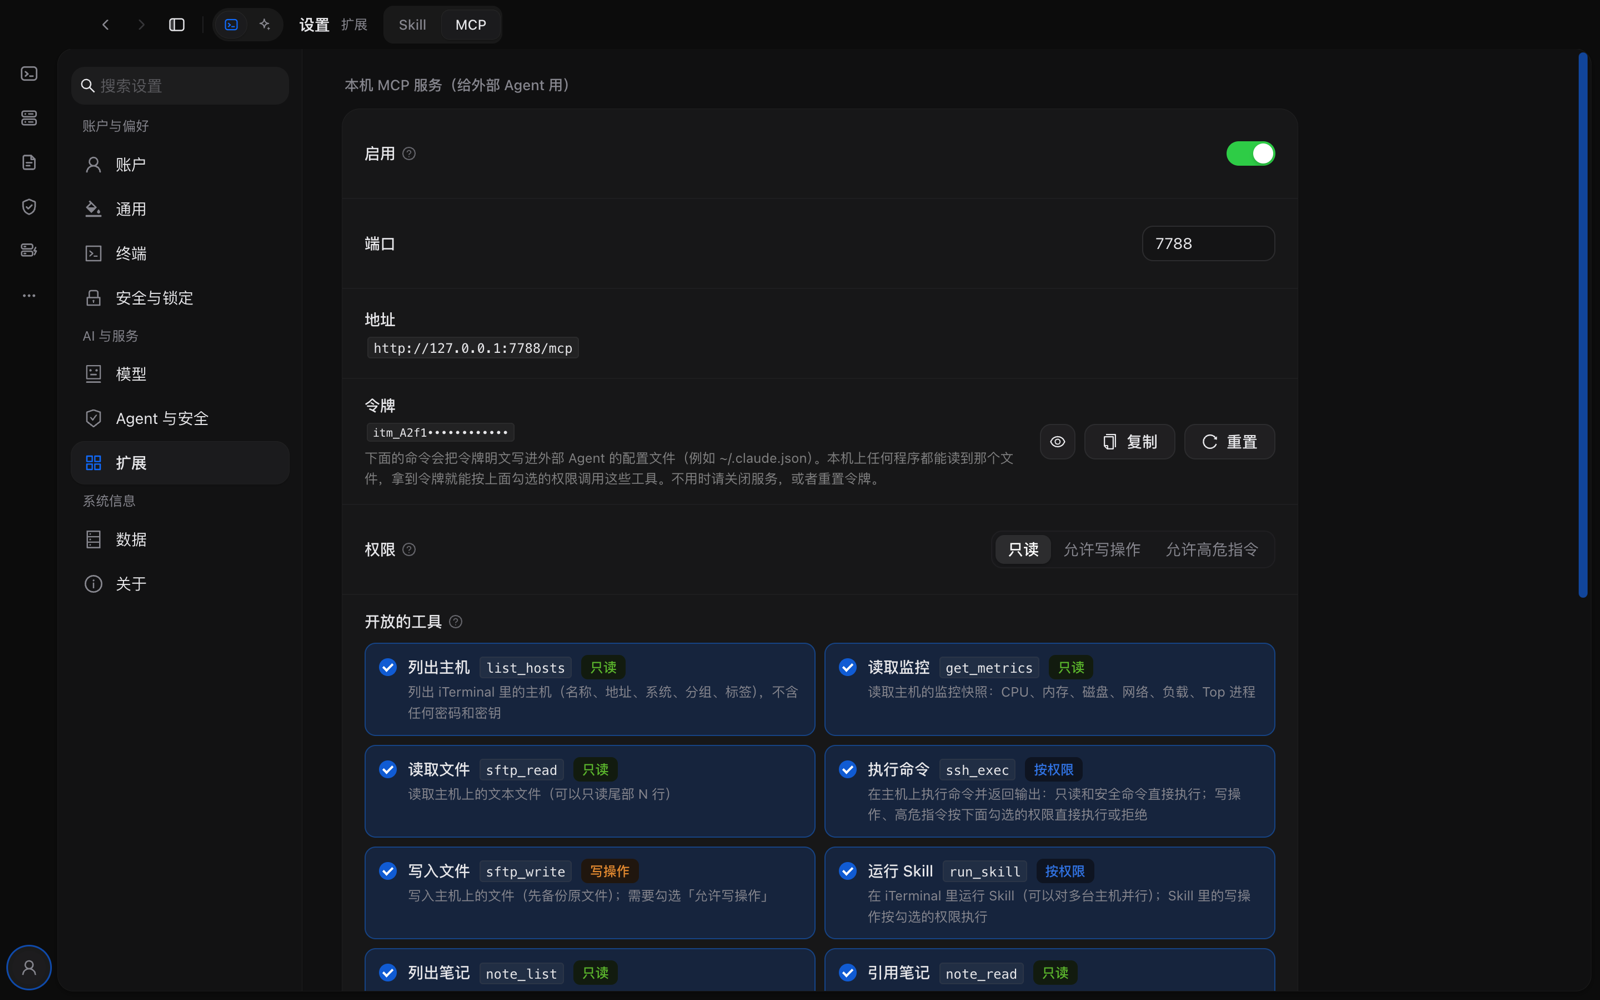 设置 扩展 Skill MCP
搜索设置
账户与偏好
账户
通用
终端
安全与锁定
AI 与服务
模型
Agent 与安全
扩展
系统信息
数据
关于
本机 MCP 服务（给外部 Agent 用）
启用
端口 7788
地址
http://127.0.0.1:7788/mcp
令牌
itm_A2f1••••••••••••
下面的命令会把令牌明文写进外部 Agent 的配置文件（例如 ~/.claude.json）。本机上任何程序都能读到那个文
件，拿到令牌就能按上面勾选的权限调用这些工具。不用时请关闭服务，或者重置令牌。
复制 重置
权限 只读 允许写操作 允许高危指令
开放的工具
列出主机 list_hosts 只读
列出 iTerminal 里的主机（名称、地址、系统、分组、标签），不含
任何密码和密钥
读取监控 get_metrics 只读
读取主机的监控快照：CPU、内存、磁盘、网络、负载、Top 进程
读取文件 sftp_read 只读
读取主机上的文本文件（可以只读尾部 N 行）
执行命令 ssh_exec 按权限
在主机上执行命令并返回输出：只读和安全命令直接执行；写操
作、高危指令按下面勾选的权限直接执行或拒绝
写入文件 sftp_write 写操作
写入主机上的文件（先备份原文件）；需要勾选「允许写操作」
运行 Skill run_skill 按权限
在 iTerminal 里运行 Skill（可以对多台主机并行）；Skill 里的写操
作按勾选的权限执行
列出笔记 note_list 只读
引用笔记 note_read 只读